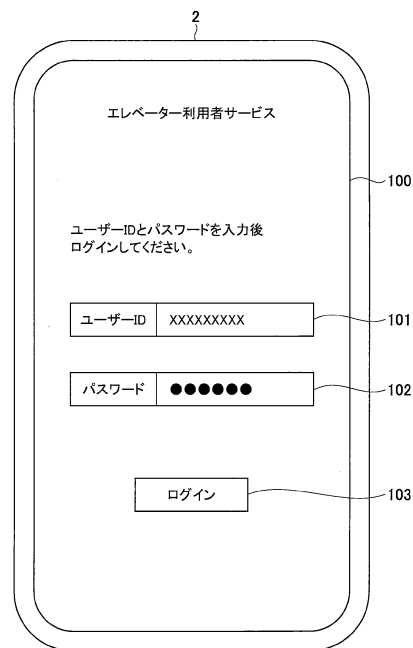 2
エレベーター利用者サービス
100
ユーザーIDとパスワードを入力後
ログインしてください。
ユーザーID XXXXXXXXX 101
パスワード ●●●●●● 102
ログイン 103